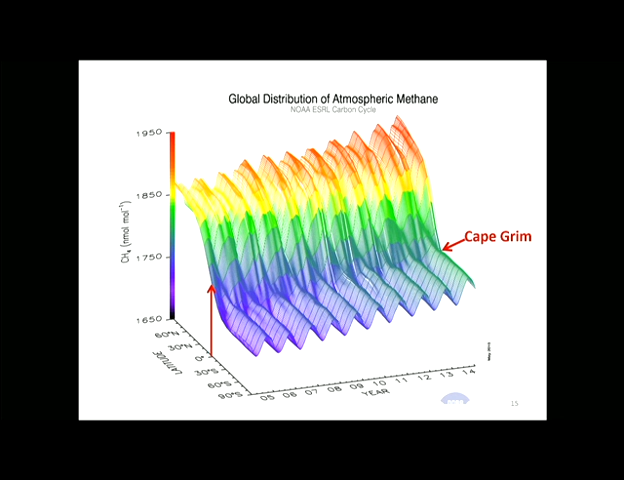 Global Distribution of Atmospheric Methane
NOAA ESRL Carbon Cycle
1950
1850
1750
1650
CH₄ (nmol mol⁻¹)
Cape Grim
60°N
30°N
0°
30°S
60°S
90°S
LATITUDE
05 06 07 08 09 10 11 12 13 14
YEAR
15